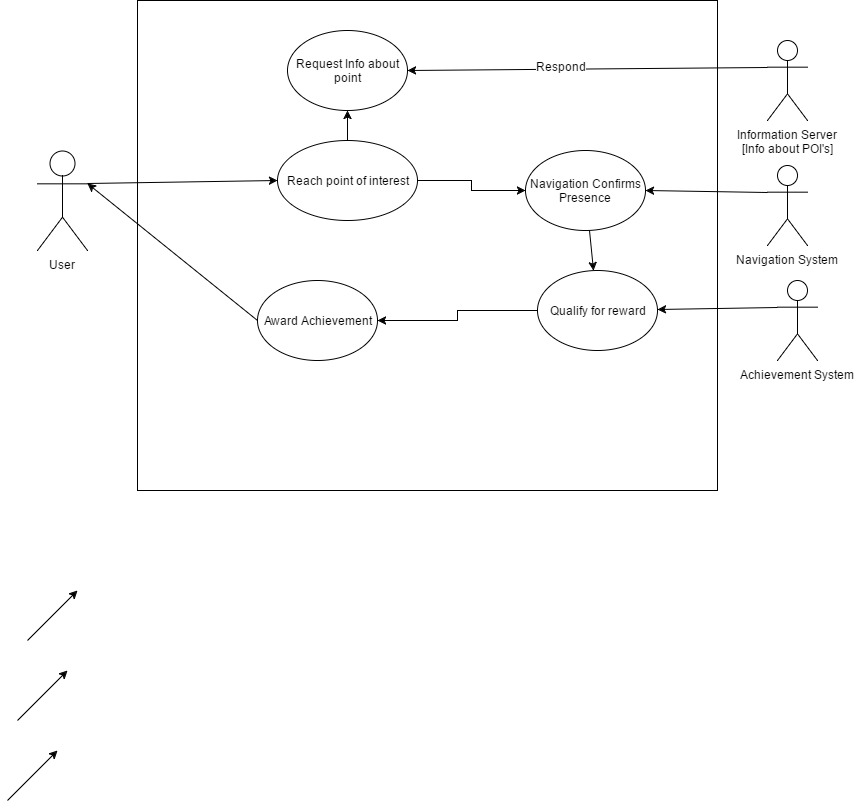 Request Info about
point
Respond
Information Server
[Info about POI's]
Reach point of interest
Navigation Confirms
Presence
User
Navigation System
Award Achievement
Qualify for reward
Achievement System